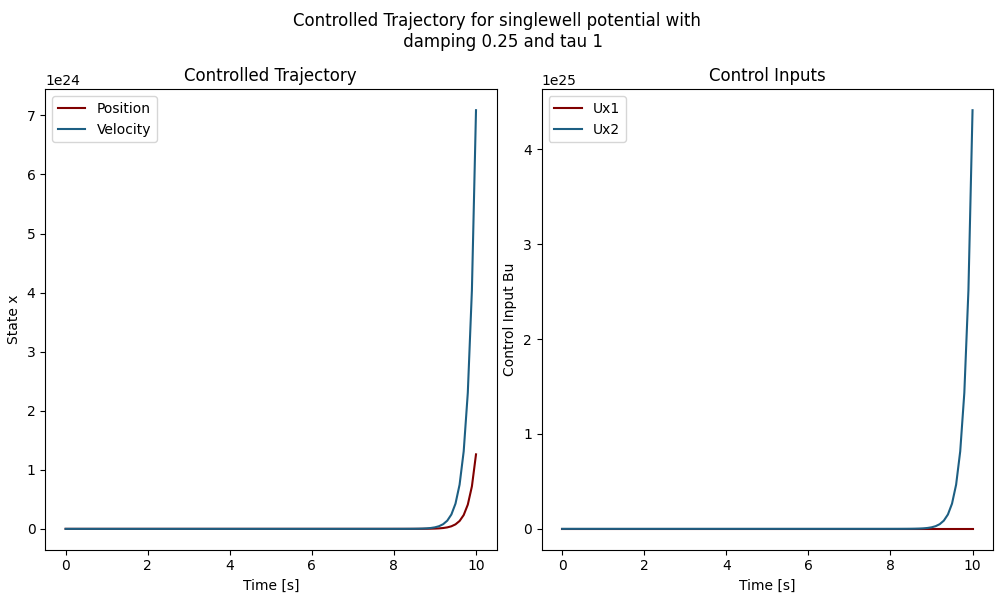 Controlled Trajectory for singlewell potential with
damping 0.25 and tau 1
Controlled Trajectory
1e24
Position
Velocity
7
6
5
4
3
2
1
0
State x
0 2 4 6 8 10
Time [s]
Control Inputs
1e25
Ux1
Ux2
4
3
2
1
0
Control Input Bu
0 2 4 6 8 10
Time [s]